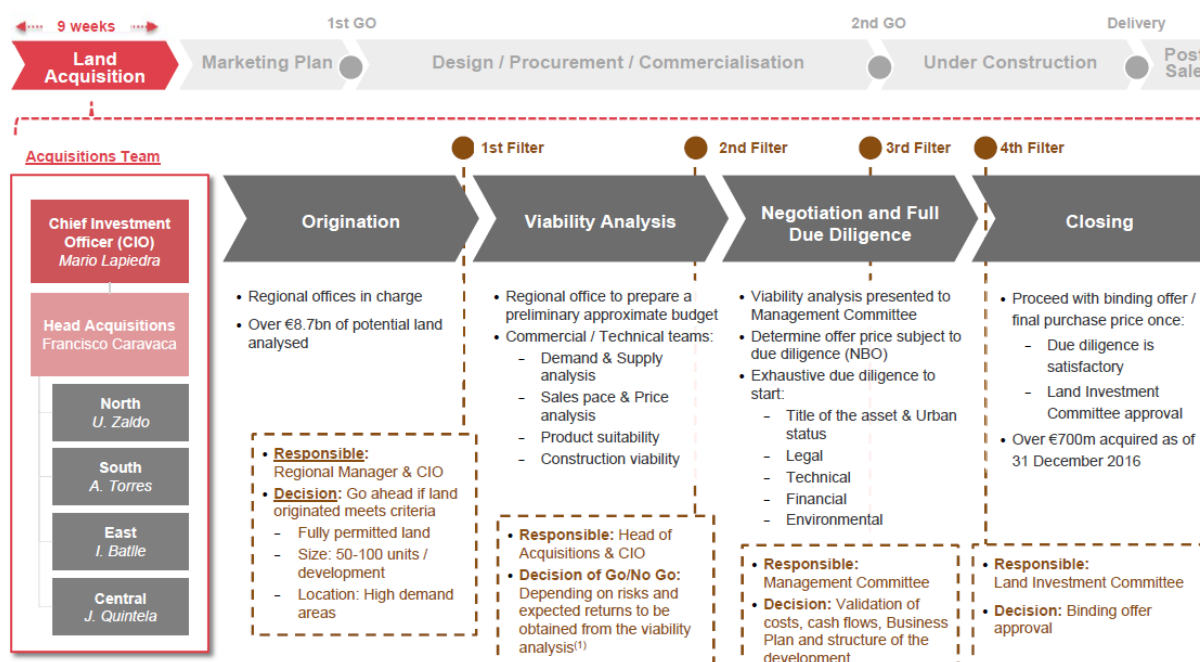 9 weeks
1st GO
2nd GO
Delivery
Land
Acquisition
Marketing Plan
Design / Procurement / Commercialisation
Under Construction
Post
Sale
Acquisitions Team
1st Filter
2nd Filter
3rd Filter
4th Filter
Chief Investment
Officer (CIO)
Mario Lapiedra
Head Acquisitions
Francisco Caravaca
North
U. Zaldo
South
A. Torres
East
I. Batlle
Central
J. Quintela
Origination
• Regional offices in charge
• Over €8.7bn of potential land
analysed
• Responsible:
Regional Manager & CIO
• Decision: Go ahead if land
originated meets criteria
- Fully permitted land
- Size: 50-100 units /
development
- Location: High demand
areas
Viability Analysis
• Regional office to prepare a
preliminary approximate budget
• Commercial / Technical teams:
- Demand & Supply
analysis
- Sales pace & Price
analysis
- Product suitability
- Construction viability
• Responsible: Head of
Acquisitions & CIO
• Decision of Go/No Go:
Depending on risks and
expected returns to be
obtained from the viability
analysis(1)
Negotiation and Full
Due Diligence
• Viability analysis presented to
Management Committee
• Determine offer price subject to
due diligence (NBO)
• Exhaustive due diligence to
start:
- Title of the asset & Urban
status
- Legal
- Technical
- Financial
- Environmental
• Responsible:
Management Committee
• Decision: Validation of
costs, cash flows, Business
Plan and structure of the
development
Closing
• Proceed with binding offer /
final purchase price once:
- Due diligence is
satisfactory
- Land Investment
Committee approval
• Over €700m acquired as of
31 December 2016
• Responsible:
Land Investment Committee
• Decision: Binding offer
approval